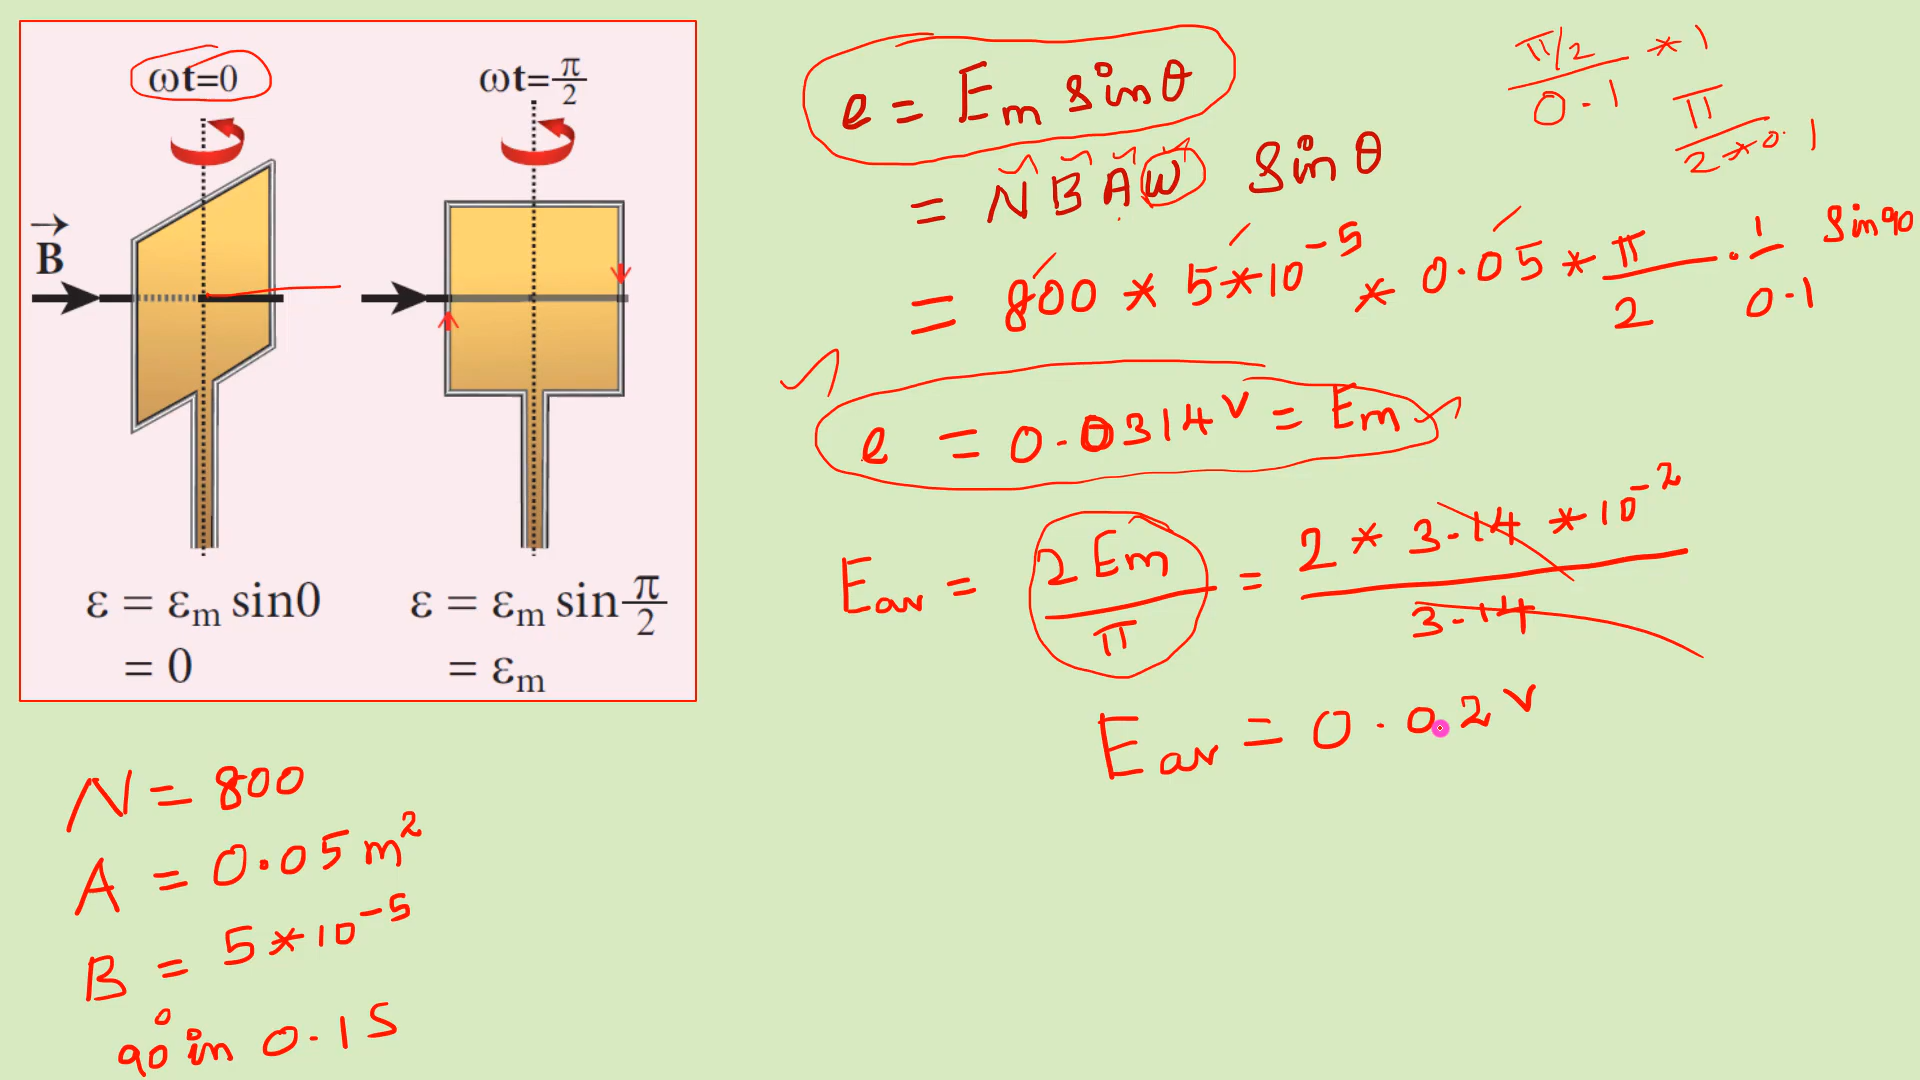 ωt=0
ωt=π/2
B
ε = εm sin0
= 0
ε = εm sin π/2
= εm
N = 800
A = 0.05 m²
B = 5*10⁻⁵
90° in 0.1S
e = Em sinθ
= NBAW sinθ
= 800 * 5*10⁻⁵ * 0.05 * π/2 . 1/0.1 sin90
e = 0.0314 V = Em
Eav = 2Em/π = 2 * 3.14 * 10⁻²/3.14
Eav = 0.02 V
π/2/0.1 * 1
π/2*0.1